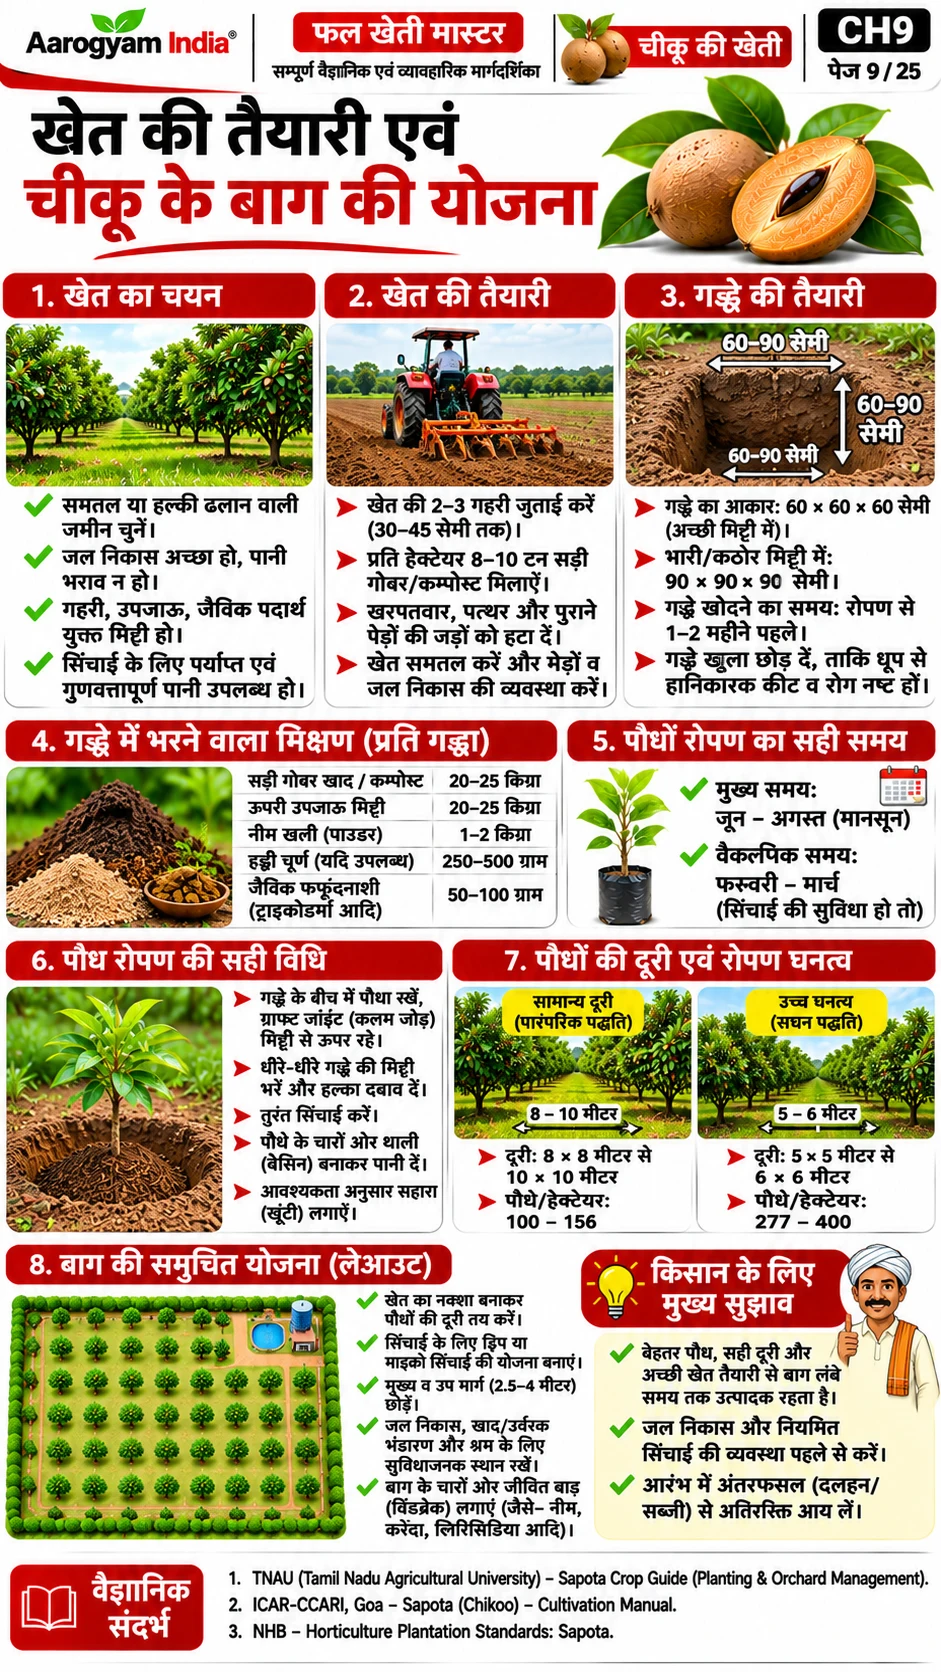 Aarogyam India®
फल खेती मास्टर
सम्पूर्ण वैज्ञानिक एवं व्यावहारिक मार्गदर्शिका
चीकू की खेती
CH9
पेज 9 / 25
खेत की तैयारी एवं
चीकू के बाग की योजना
1. खेत का चयन
समतल या हल्की ढलान वाली
जमीन चुनें।
जल निकास अच्छा हो, पानी
भराव न हो।
गहरी, उपजाऊ, जैविक पदार्थ
युक्त मिट्टी हो।
सिंचाई के लिए पर्याप्त एवं
गुणवत्तापूर्ण पानी उपलब्ध हो।
2. खेत की तैयारी
खेत की 2–3 गहरी जुताई करें
(30–45 सेमी तक)।
प्रति हेक्टेयर 8–10 टन सड़ी
गोबर/कम्पोस्ट मिलाऐं।
खरपतवार, पत्थर और पुराने
पेड़ों की जड़ों को हटा दें।
खेत समतल करें और मेड़ों व
जल निकास की व्यवस्था करें।
3. गड्ढे की तैयारी
60–90 सेमी
60–90
सेमी
60–90 सेमी
गड्ढे का आकार: 60 × 60 × 60 सेमी
(अच्छी मिट्टी में)।
भारी/कठोर मिट्टी में:
90 × 90 × 90 सेमी।
गड्ढे खोदने का समय: रोपण से
1–2 महीने पहले।
गड्ढे खुला छोड़ दें, ताकि धूप से
हानिकारक कीट व रोग नष्ट हों।
4. गड्ढे में भरने वाला मिक्षण (प्रति गड्ढा)
सड़ी गोबर खाद / कम्पोस्ट 20–25 किग्रा
ऊपरी उपजाऊ मिट्टी 20–25 किग्रा
नीम खली (पाउडर) 1–2 किग्रा
हड्डी चूर्ण (यदि उपलब्ध) 250–500 ग्राम
जैविक फफूंदनाशी
(ट्राइकोडर्मा आदि) 50–100 ग्राम
5. पौधों रोपण का सही समय
मुख्य समय:
जून – अगस्त (मानसून)
वैकल्पिक समय:
फरवरी – मार्च
(सिंचाई की सुविधा हो तो)
6. पौध रोपण की सही विधि
गड्ढे के बीच में पौधा रखें,
ग्राफ्ट जांईट (कलम जोड़)
मिट्टी से ऊपर रहे।
धीरे-धीरे गड्ढे की मिट्टी
भरें और हल्का दबाव दें।
तुरंत सिंचाई करें।
पौधे के चारों ओर थाली
(बेसिन) बनाकर पानी दें।
आवश्यकता अनुसार सहारा
(खूंटी) लगाऐं।
7. पौधों की दूरी एवं रोपण घनत्व
सामान्य दूरी
(पारंपरिक पद्धति)
8 – 10 मीटर
दूरी: 8 × 8 मीटर से
10 × 10 मीटर
पौधे/हेक्टेयर:
100 – 156
उच्च घनत्य
(सघन पद्धति)
5 – 6 मीटर
दूरी: 5 × 5 मीटर से
6 × 6 मीटर
पौधे/हेक्टेयर:
277 – 400
8. बाग की समुचित योजना (लेआउट)
खेत का नक्शा बनाकर
पौधों की दूरी तय करें।
सिंचाई के लिए ड्रिप या
माइक्रो सिंचाई की योजना बनाएं।
मुख्य व उप मार्ग (2.5–4 मीटर)
छोड़ें।
जल निकास, खाद/उर्वरक
भंडारण और श्रम के लिए
सुविधाजनक स्थान रखें।
बाग के चारों ओर जीवित बाड़
(विंडब्रेक) लगाएं (जैसे– नीम,
करेंदा, लिरिसिडिया आदि)।
किसान के लिए
मुख्य सुझाव
बेहतर पौध, सही दूरी और
अच्छी खेत तैयारी से बाग लंबे
समय तक उत्पादक रहता है।
जल निकास और नियमित
सिंचाई की व्यवस्था पहले से करें।
आरंभ में अंतरफसल (दलहन/
सब्जी) से अतिरिक्त आय लें।
वैज्ञानिक
संदर्भ
1. TNAU (Tamil Nadu Agricultural University) – Sapota Crop Guide (Planting & Orchard Management).
2. ICAR-CCARI, Goa – Sapota (Chikoo) – Cultivation Manual.
3. NHB – Horticulture Plantation Standards: Sapota.